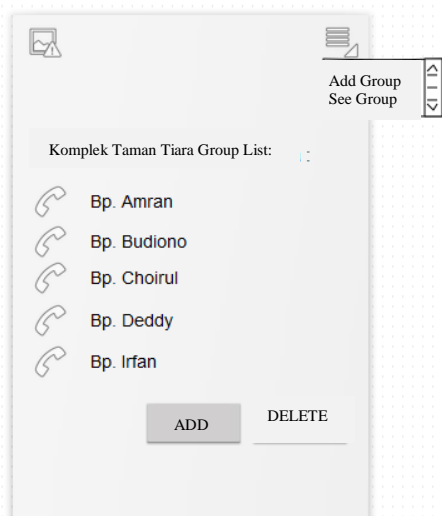 Add Group
See Group
Komplek Taman Tiara Group List:
Bp. Amran
Bp. Budiono
Bp. Choirul
Bp. Deddy
Bp. Irfan
ADD
DELETE